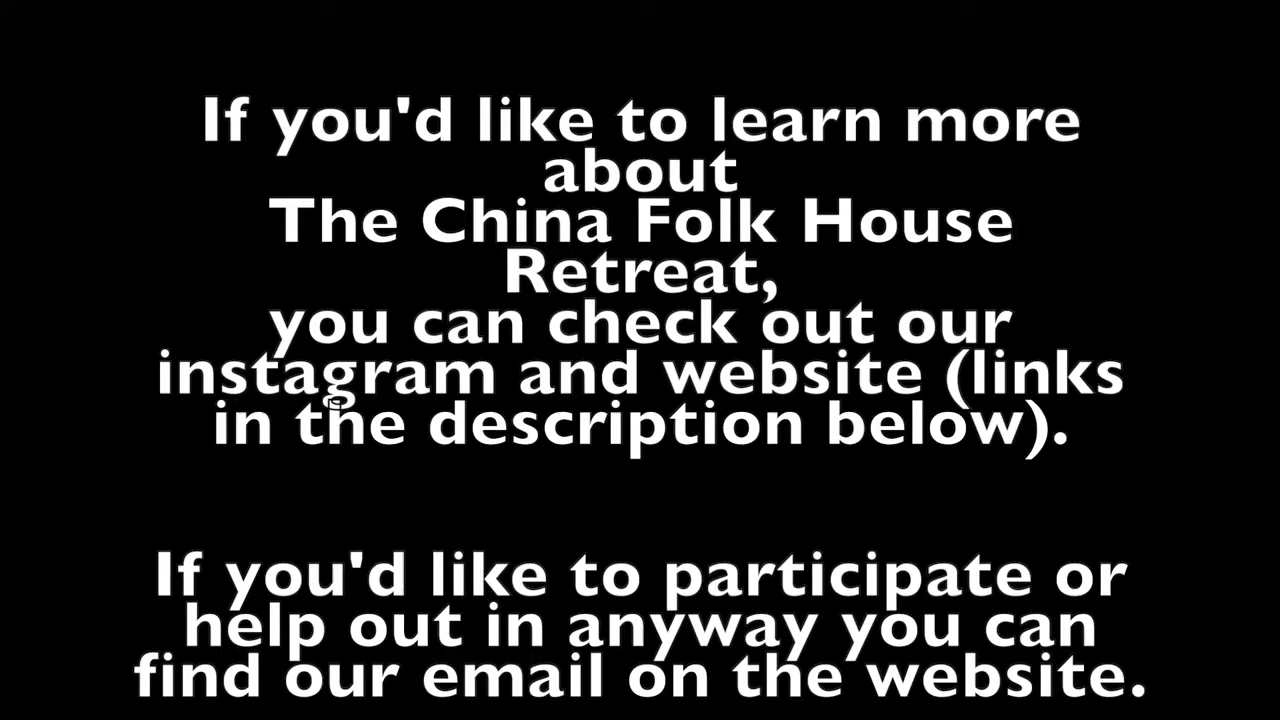 If you'd like to learn more
about
The China Folk House
Retreat,
you can check out our
instagram and website (links
in the description below).
If you'd like to participate or
help out in anyway you can
find our email on the website.